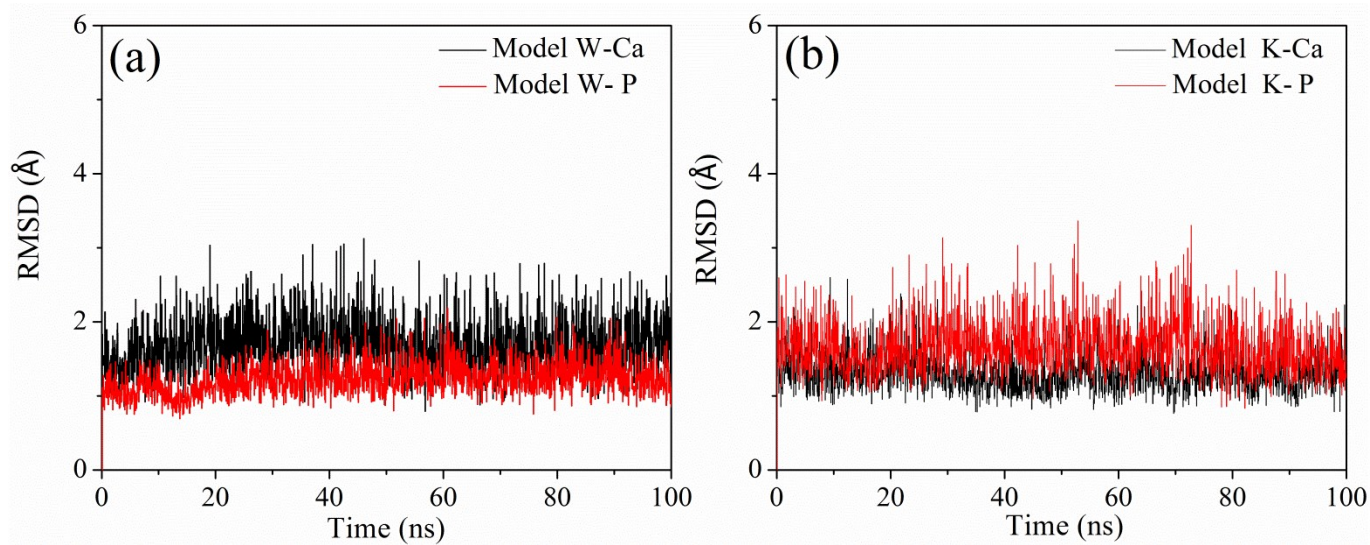 (a)
Model W-Ca
Model W- P
RMSD (Å)
6
4
2
0
0 20 40 60 80 100
Time (ns)
(b)
Model K-Ca
Model K- P
RMSD (Å)
6
4
2
0
0 20 40 60 80 100
Time (ns)